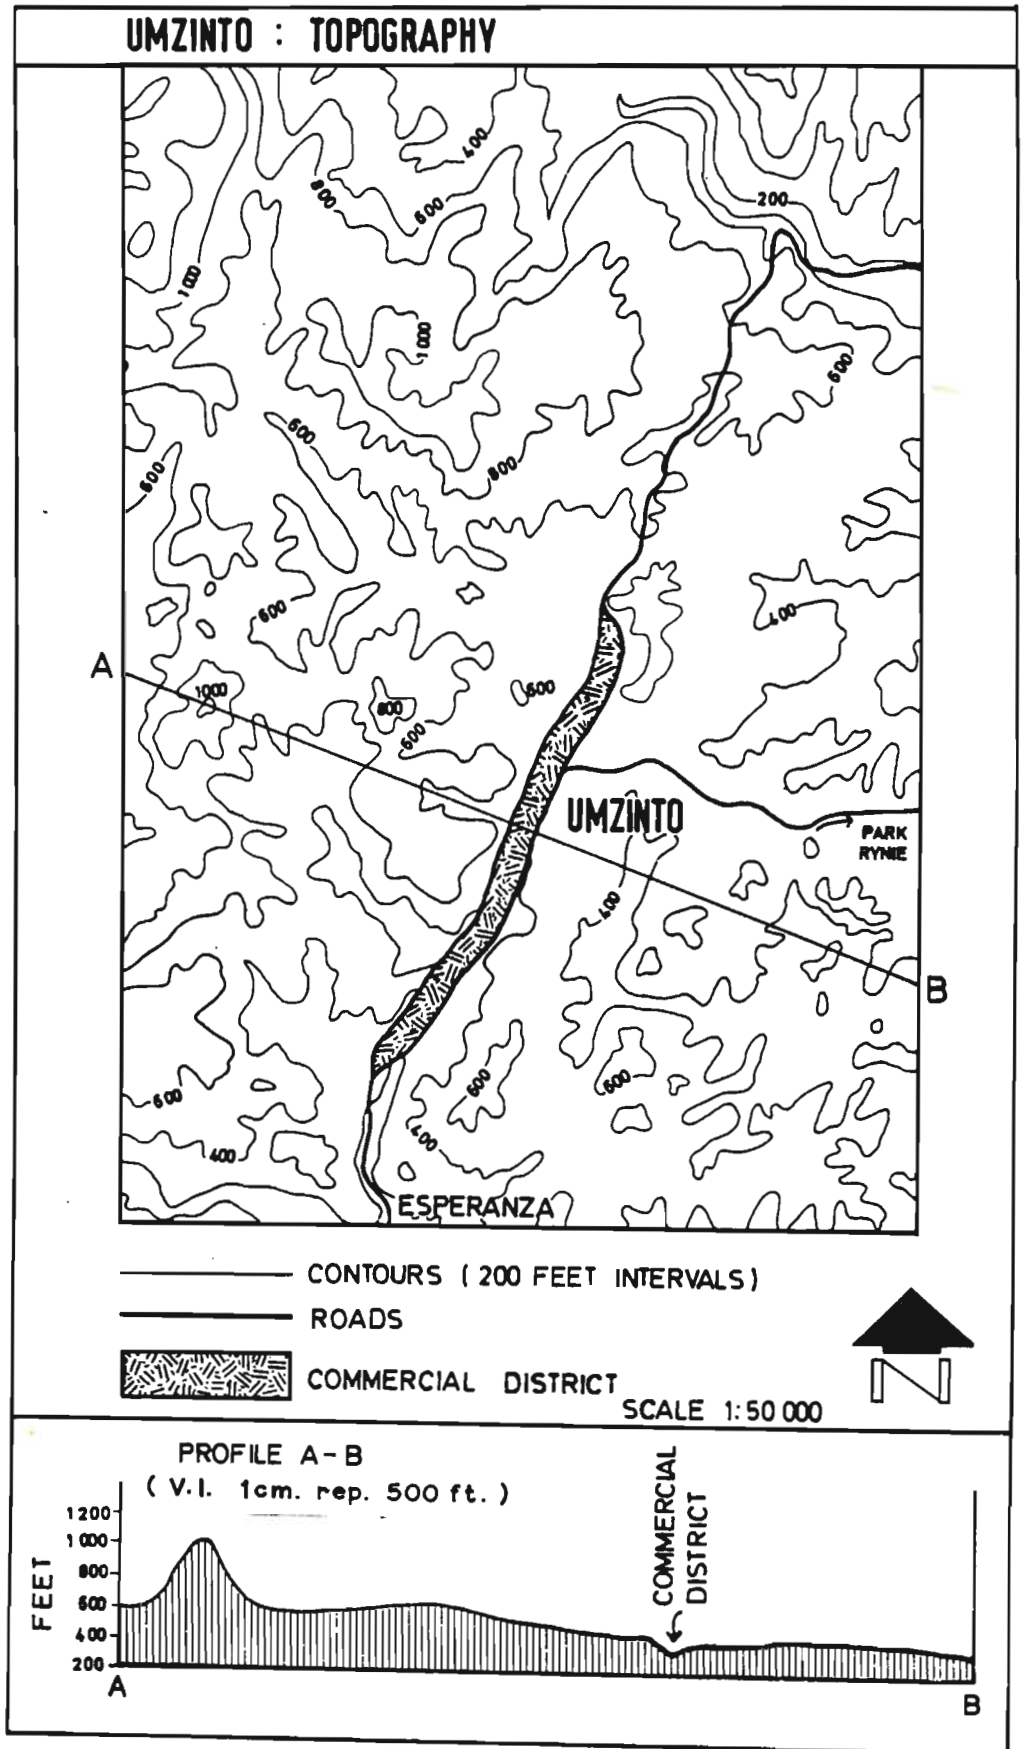 UMZINTO : TOPOGRAPHY
400
800
600
200
1000
1000
600
600
600
800
600
400
A
1000
800
600
600
UMZINTO
PARK
RYNIE
400
B
600
600
600
400
400
ESPERANZA
CONTOURS ( 200 FEET INTERVALS )
ROADS
COMMERCIAL DISTRICT
N
SCALE 1:50 000
PROFILE A-B
( V.I. 1cm. rep. 500 ft. )
COMMERCIAL
DISTRICT
FEET
1200
1000
800
600
400
200
A
B